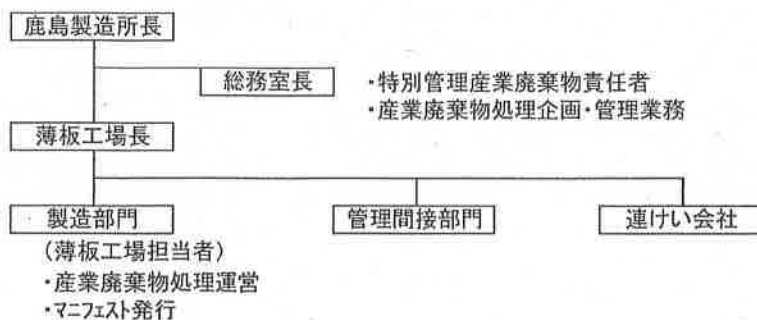 鹿島製造所長
総務室長
・特別管理産業廃棄物責任者
・産業廃棄物処理企画・管理業務
薄板工場長
製造部門
管理間接部門
連けい会社
(薄板工場担当者)
・産業廃棄物処理運営
・マニフェスト発行